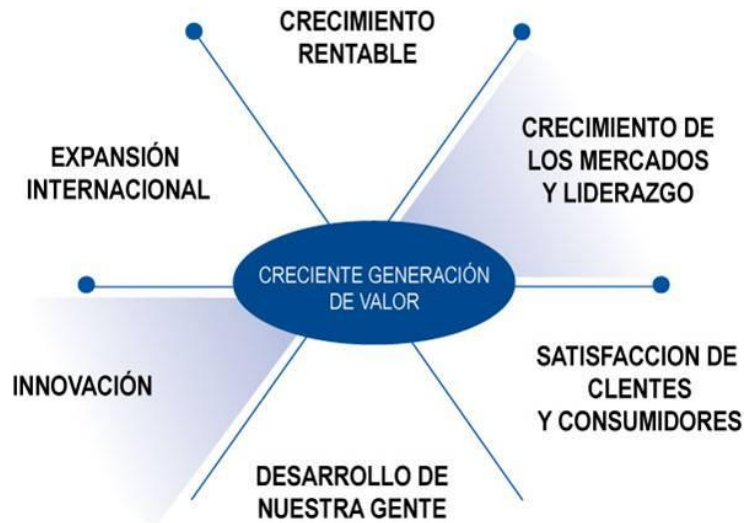 CRECIMIENTO
RENTABLE
EXPANSIÓN
INTERNACIONAL
CRECIMIENTO DE
LOS MERCADOS
Y LIDERAZGO
CRECIENTE GENERACIÓN
DE VALOR
INNOVACIÓN
SATISFACCION DE
CLENTES
Y CONSUMIDORES
DESARROLLO DE
NUESTRA GENTE